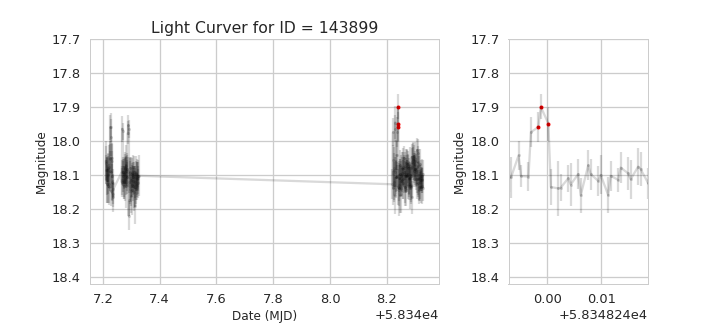 Light Curver for ID = 143899
17.7
17.8
17.9
18.0
18.1
18.2
18.3
18.4
Magnitude
7.2 7.4 7.6 7.8 8.0 8.2
Date (MJD)
+5.834e4
17.7
17.8
17.9
18.0
18.1
18.2
18.3
18.4
Magnitude
0.00 0.01
+5.834824e4